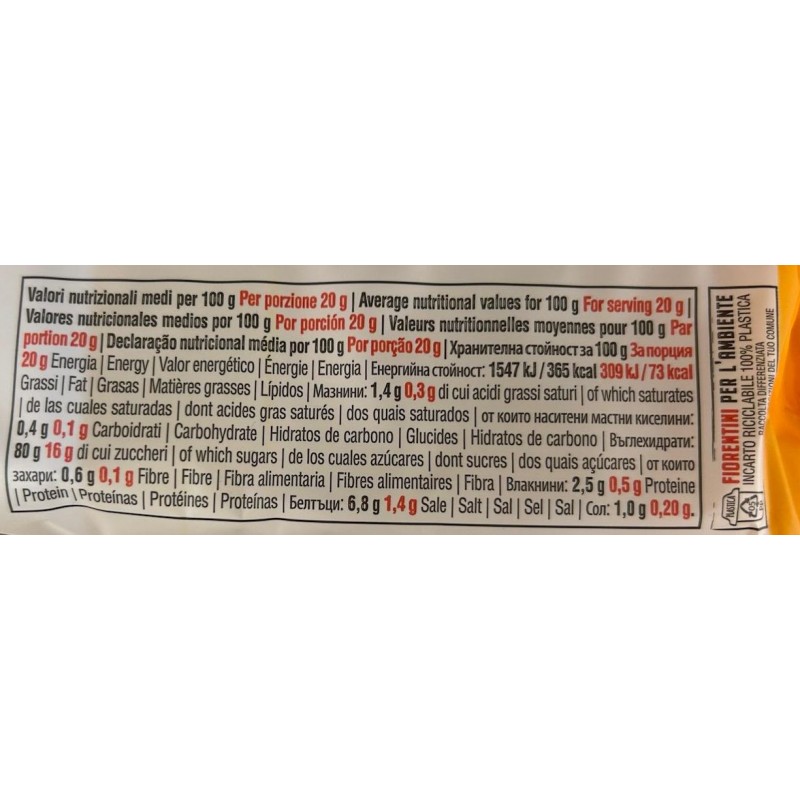 Valori nutrizionali medi per 100 g Per porzione 20 g | Average nutritional values for 100 g For serving 20 g |
Valores nutricionales medios por 100 g Por porción 20 g | Valeurs nutritionnelles moyennes pour 100 g Par
portion 20 g | Declaração nutricional média por 100 g Por porção 20 g | Хранителна стойност за 100 g За порция
20 g Energia | Energy | Valor energético | Énergie | Energia | Енергийна стойност: 1547 kJ / 365 kcal 309 kJ / 73 kcal
Grassi | Fat | Grasas | Matières grasses | Lípidos | Мазнини: 1,4 g 0,3 g di cui acidi grassi saturi | of which saturates
| de las cuales saturadas | dont acides gras saturés | dos quais saturados | от които наситени мастни киселини:
0,4 g 0,1 g Carboidrati | Carbohydrate | Hidratos de carbono | Glucides | Hidratos de carbono | Въглехидрати:
80 g 16 g di cui zuccheri | of which sugars | de los cuales azúcares | dont sucres | dos quais açúcares | от които
захари: 0,6 g 0,1 g Fibre | Fibre | Fibra alimentaria | Fibres alimentaires | Fibra | Влакнини: 2,5 g 0,5 g Proteine
| Protein | Proteínas | Protéines | Proteínas | Белтъци: 6,8 g 1,4 g Sale | Salt | Sal | Sel | Sal | Сол: 1,0 g 0,20 g.
FIORENTINI PER L'AMBIENTE
INCARTO RICICLABILE 100% PLASTICA
RACCOLTA DIFFERENZIATA
DEL TUO COMUNE